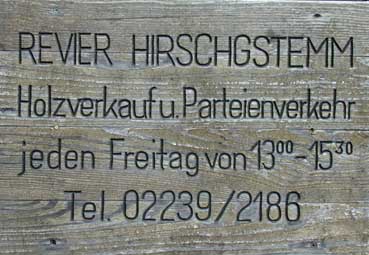 REVIER HIRSCHGSTEMM
Holzverkauf u. Parteienverkehr
jeden Freitag von 13⁰⁰-15³⁰
Tel. 02239/2186